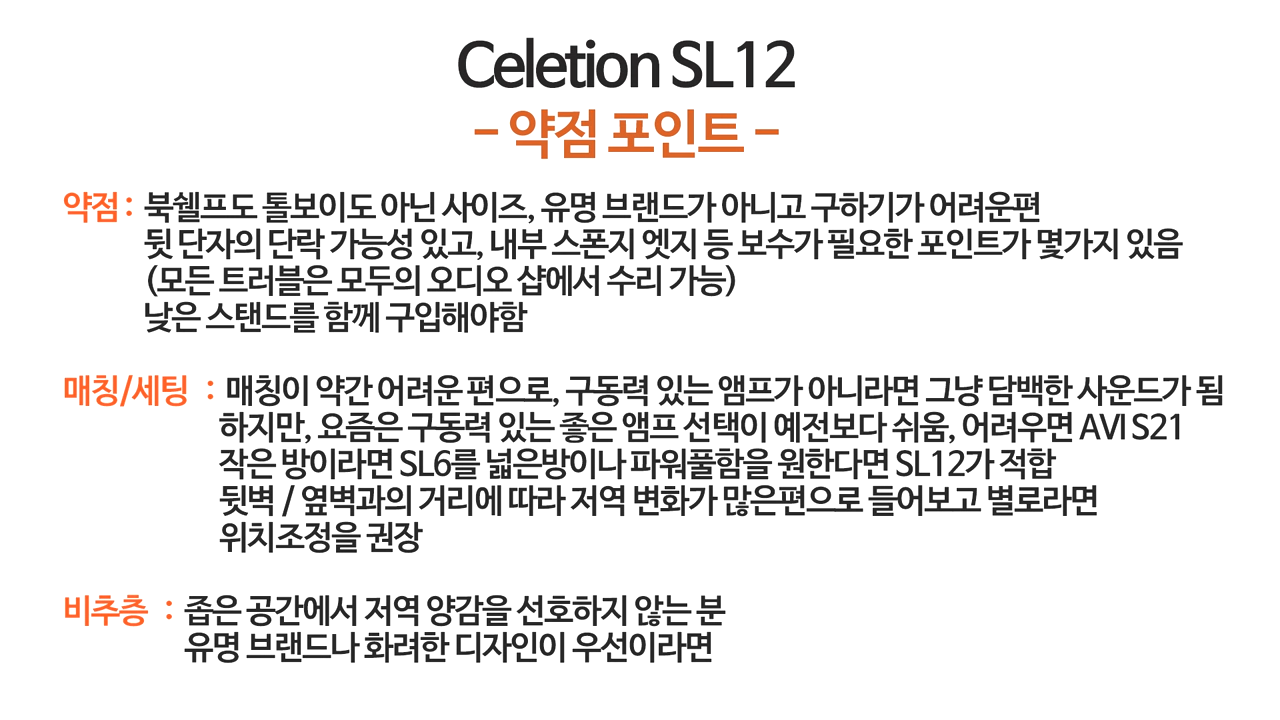 Celetion SL12
- 약점 포인트 -
약점 : 북쉘프도 톨보이도 아닌 사이즈, 유명 브랜드가 아니고 구하기가 어려운편
뒷 단자의 단락 가능성 있고, 내부 스폰지 엣지 등 보수가 필요한 포인트가 몇가지 있음
(모든 트러블은 모두의 오디오 샵에서 수리 가능)
낮은 스탠드를 함께 구입해야함
매칭/세팅 : 매칭이 약간 어려운 편으로, 구동력 있는 앰프가 아니라면 그냥 담백한 사운드가 됨
하지만, 요즘은 구동력 있는 좋은 앰프 선택이 예전보다 쉬움, 어려우면 AVI S21
작은 방이라면 SL6를 넓은방이나 파워풀함을 원한다면 SL12가 적합
뒷벽 / 옆벽과의 거리에 따라 저역 변화가 많은편으로 들어보고 별로라면
위치조정을 권장
비추층 : 좁은 공간에서 저역 양감을 선호하지 않는 분
유명 브랜드나 화려한 디자인이 우선이라면